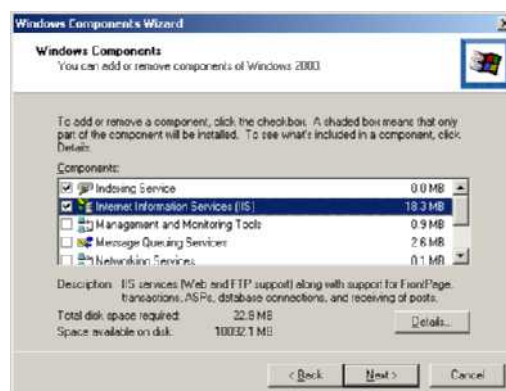 Windows Components Wizard
Windows Components
You can add or remove components of Windows 2000.
To add or remove a component, click the checkbox. A shaded box means that only
part of the component will be installed. To see what's included in a component, click
Details.
Components:
Indexing Service 0.0 MB
Internet Information Services (IIS) 18.3 MB
Management and Monitoring Tools 0.9 MB
Message Queuing Services 2.6 MB
Networking Services 0.1 MB
Description: IIS services (Web and FTP support) along with support for FrontPage,
transactions, ASPs, database connections, and receiving of posts.
Total disk space required: 22.8 MB
Space available on disk: 10032.1 MB
Details...
< Back Next > Cancel